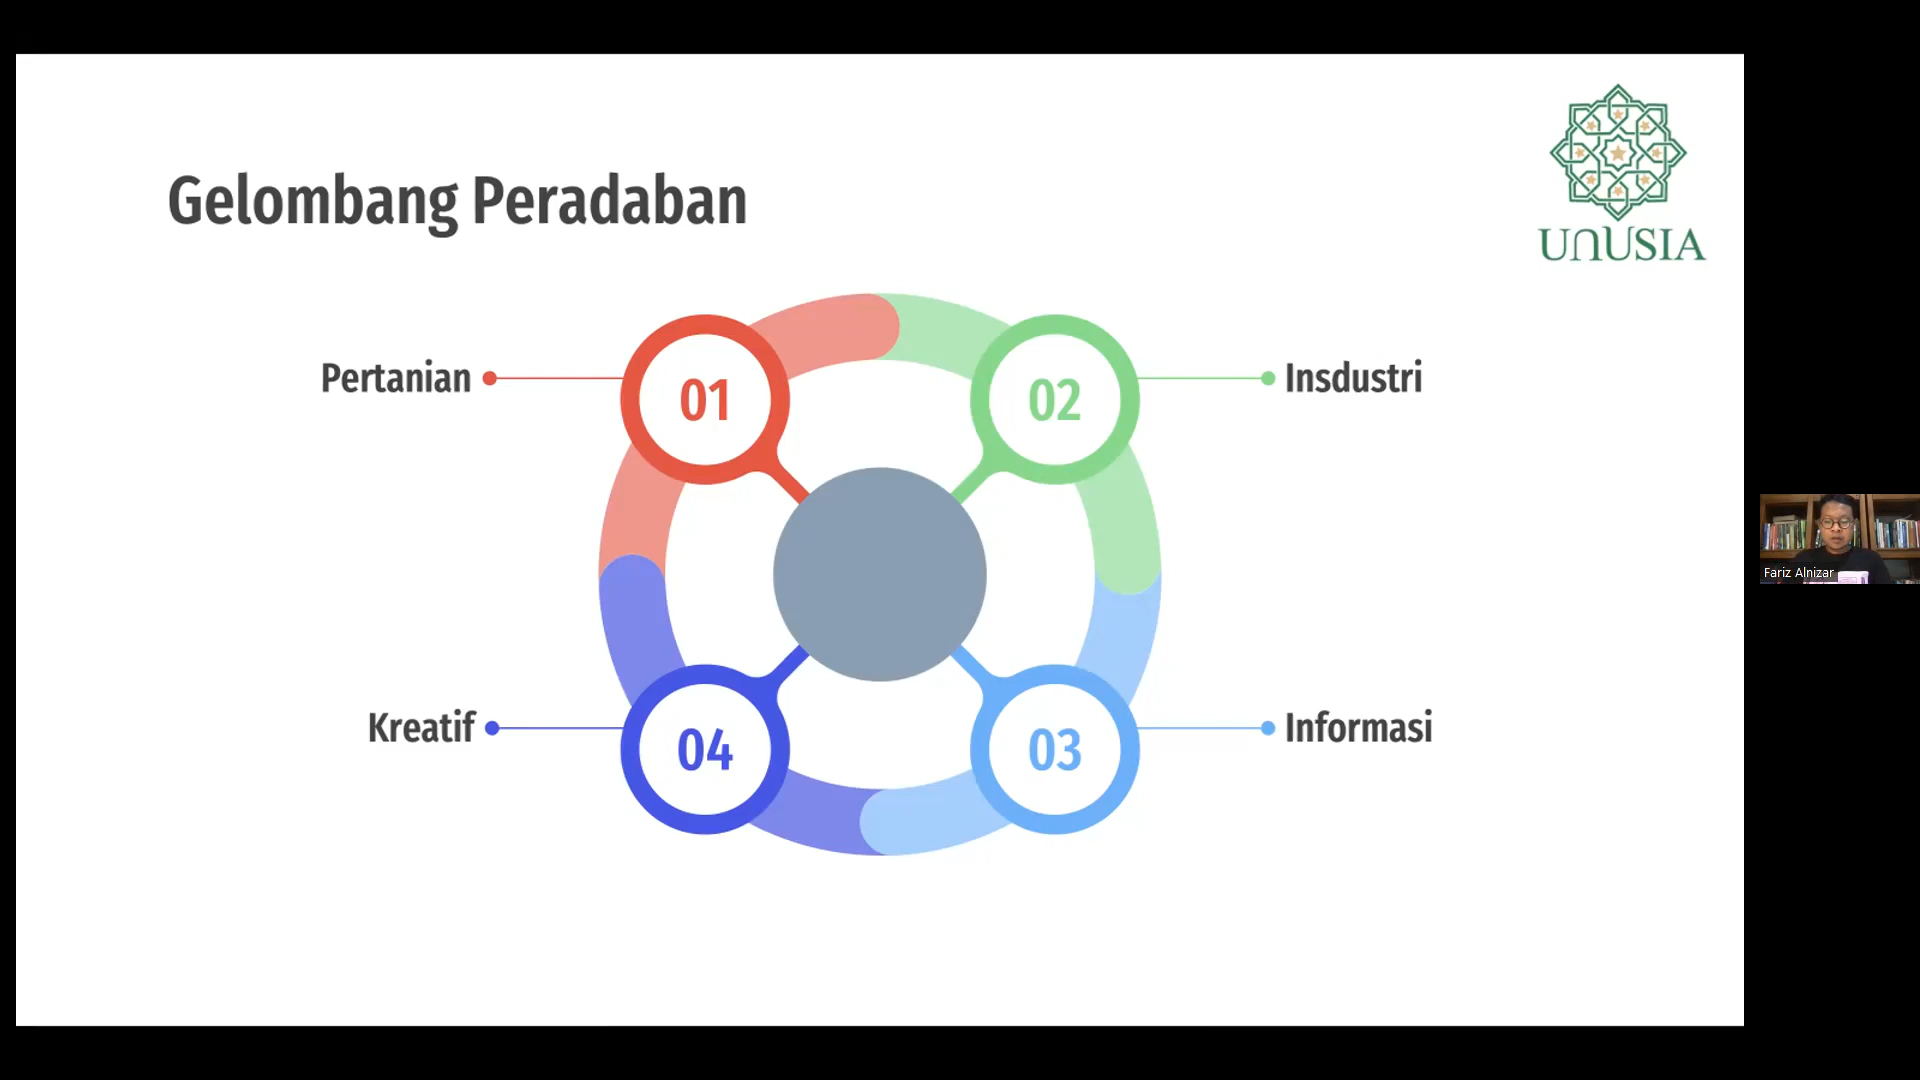 Gelombang Peradaban
UNUSIA
Pertanian
01
02
Insdustri
Kreatif
04
03
Informasi
Fariz Alnizar